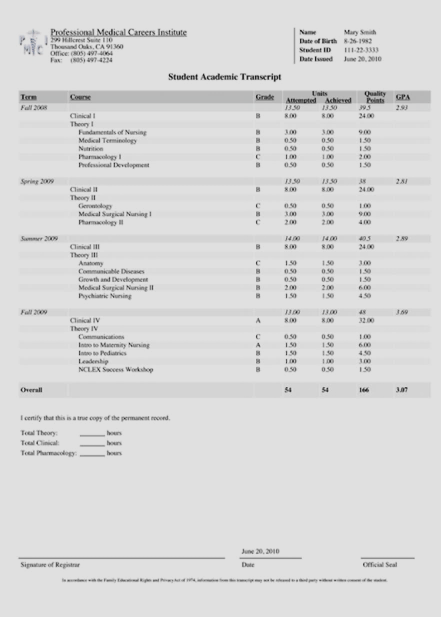 Professional Medical Careers Institute
299 Hillcrest Suite 110
Thousand Oaks, CA 91360
Office: (805) 497-4064
Fax: (805) 497-4224
Name Mary Smith
Date of Birth 8-26-1982
Student ID 111-22-3333
Date Issued June 20, 2010
Student Academic Transcript
Units Quality
Term Course Grade Attempted Achieved Points GPA
Fall 2008 13.50 13.50 39.5 2.93
Clinical I B 8.00 8.00 24.00
Theory I
Fundamentals of Nursing B 3.00 3.00 9.00
Medical Terminology B 0.50 0.50 1.50
Nutrition B 0.50 0.50 1.50
Pharmacology I C 1.00 1.00 2.00
Professional Development B 0.50 0.50 1.50
Spring 2009 13.50 13.50 38 2.81
Clinical II B 8.00 8.00 24.00
Theory II
Gerontology C 0.50 0.50 1.00
Medical Surgical Nursing I B 3.00 3.00 9.00
Pharmacology II C 2.00 2.00 4.00
Summer 2009 14.00 14.00 40.5 2.89
Clinical III B 8.00 8.00 24.00
Theory III
Anatomy C 1.50 1.50 3.00
Communicable Diseases B 0.50 0.50 1.50
Growth and Development B 0.50 0.50 1.50
Medical Surgical Nursing II B 2.00 2.00 6.00
Psychiatric Nursing B 1.50 1.50 4.50
Fall 2009 13.00 13.00 48 3.69
Clinical IV A 8.00 8.00 32.00
Theory IV
Communications C 0.50 0.50 1.00
Intro to Maternity Nursing A 1.50 1.50 6.00
Intro to Pediatrics B 1.50 1.50 4.50
Leadership B 1.00 1.00 3.00
NCLEX Success Workshop B 0.50 0.50 1.50
Overall 54 54 166 3.07
I certify that this is a true copy of the permanent record.
Total Theory: ______ hours
Total Clinical: ______ hours
Total Pharmacology: ______ hours
June 20, 2010
Signature of Registrar Date Official Seal
In accordance with the Family Educational Rights and Privacy Act of 1974, information from this transcript may not be released to a third party without written consent of the student.